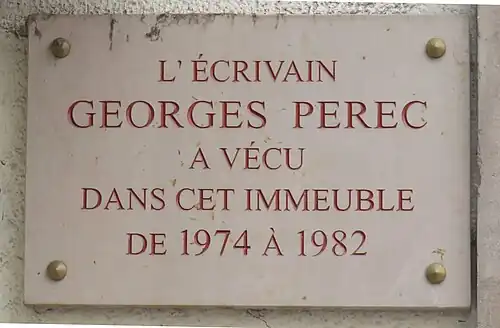 L'ÉCRIVAIN
GEORGES PEREC
A VÉCU
DANS CET IMMEUBLE
DE 1974 À 1982